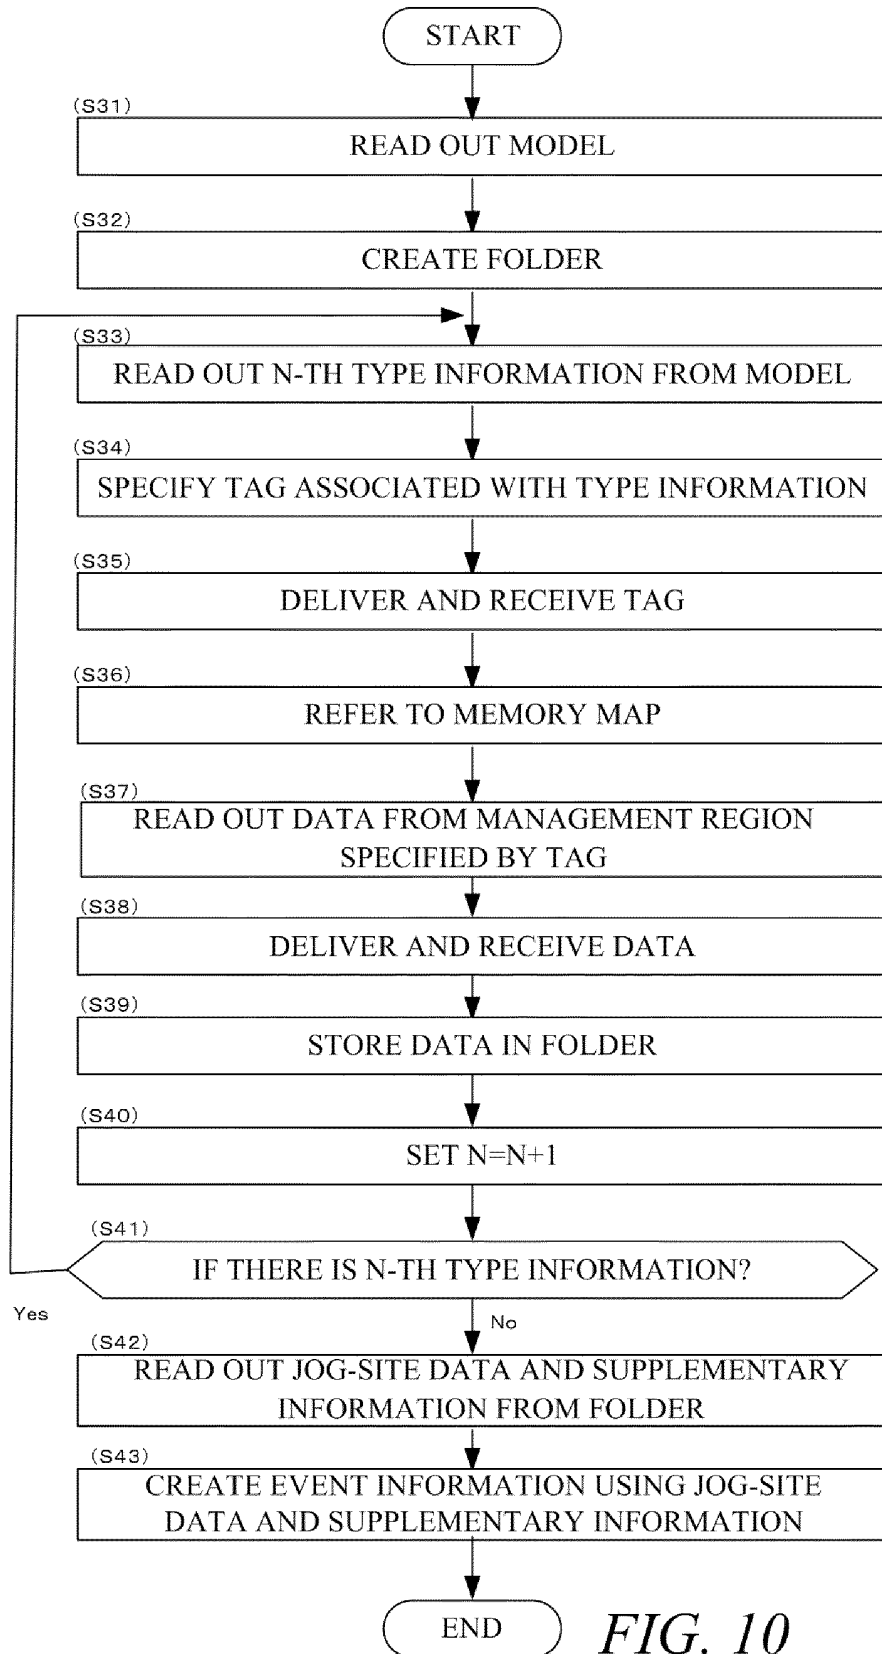 START
(S31)
READ OUT MODEL
(S32)
CREATE FOLDER
(S33)
READ OUT N-TH TYPE INFORMATION FROM MODEL
(S34)
SPECIFY TAG ASSOCIATED WITH TYPE INFORMATION
(S35)
DELIVER AND RECEIVE TAG
(S36)
REFER TO MEMORY MAP
(S37)
READ OUT DATA FROM MANAGEMENT REGION
SPECIFIED BY TAG
(S38)
DELIVER AND RECEIVE DATA
(S39)
STORE DATA IN FOLDER
(S40)
SET N=N+1
(S41)
IF THERE IS N-TH TYPE INFORMATION?
Yes
No
(S42)
READ OUT JOG-SITE DATA AND SUPPLEMENTARY
INFORMATION FROM FOLDER
(S43)
CREATE EVENT INFORMATION USING JOG-SITE
DATA AND SUPPLEMENTARY INFORMATION
END
FIG. 10